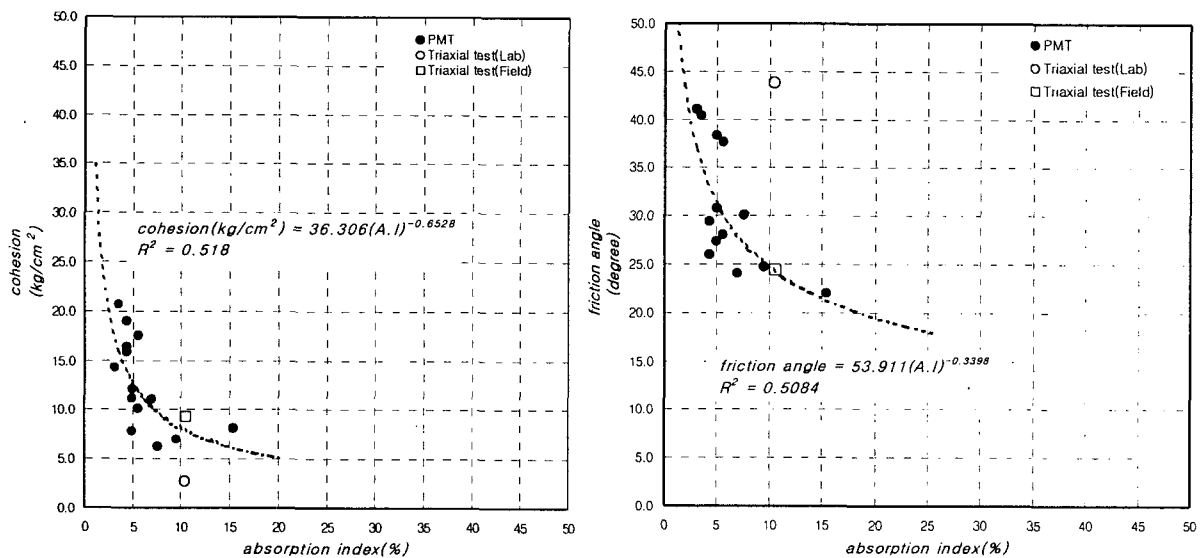 50.0
45.0
40.0
35.0
30.0
25.0
20.0
15.0
10.0
5.0
0.0
cohesion
(kg/cm²)
PMT
Triaxial test(Lab)
Triaxial test(Field)
cohesion(kg/cm²) = 36.306(A.I)^-0.6528
R² = 0.518
0 5 10 15 20 25 30 35 40 45 50
absorption index(%)
50.0
45.0
40.0
35.0
30.0
25.0
20.0
15.0
10.0
5.0
0.0
friction angle
(degree)
PMT
Triaxial test(Lab)
Triaxial test(Field)
friction angle = 53.911(A.I)^-0.3398
R² = 0.5084
0 5 10 15 20 25 30 35 40 45 50
absorption index(%)